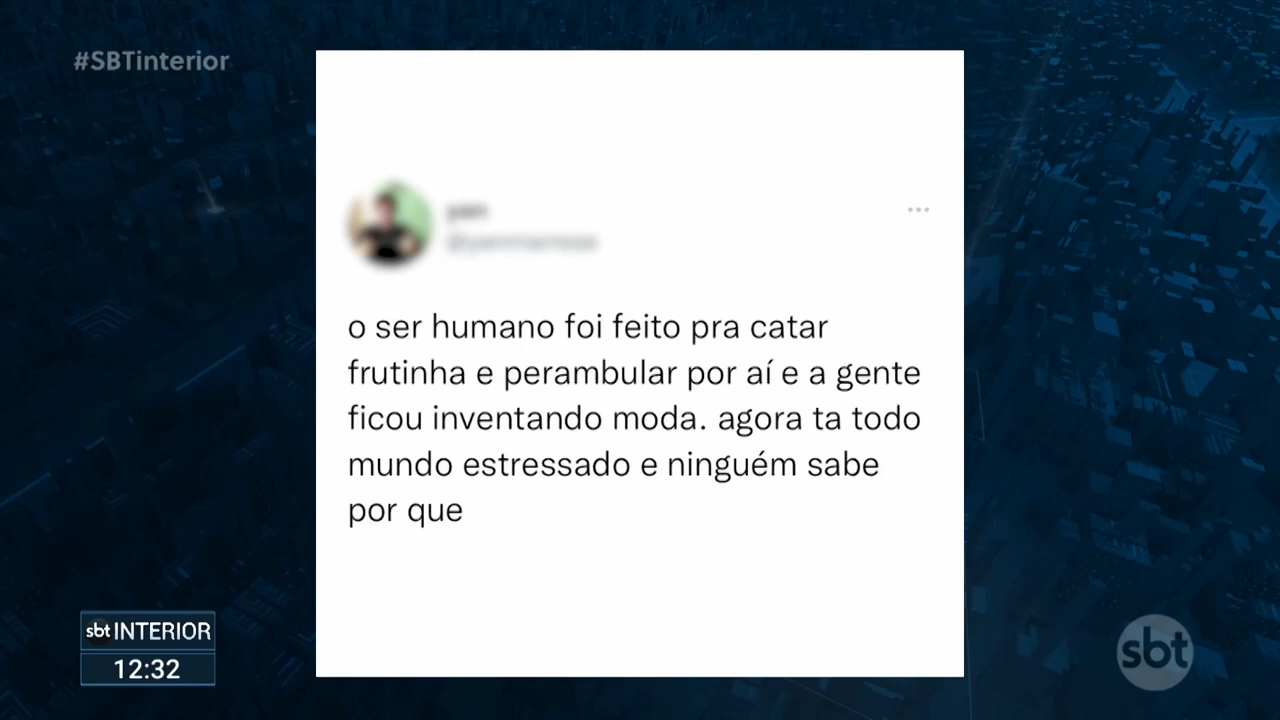 #SBTinterior
o ser humano foi feito pra catar
frutinha e perambular por aí e a gente
ficou inventando moda. agora ta todo
mundo estressado e ninguém sabe
por que
sbt INTERIOR
12:32
sbt